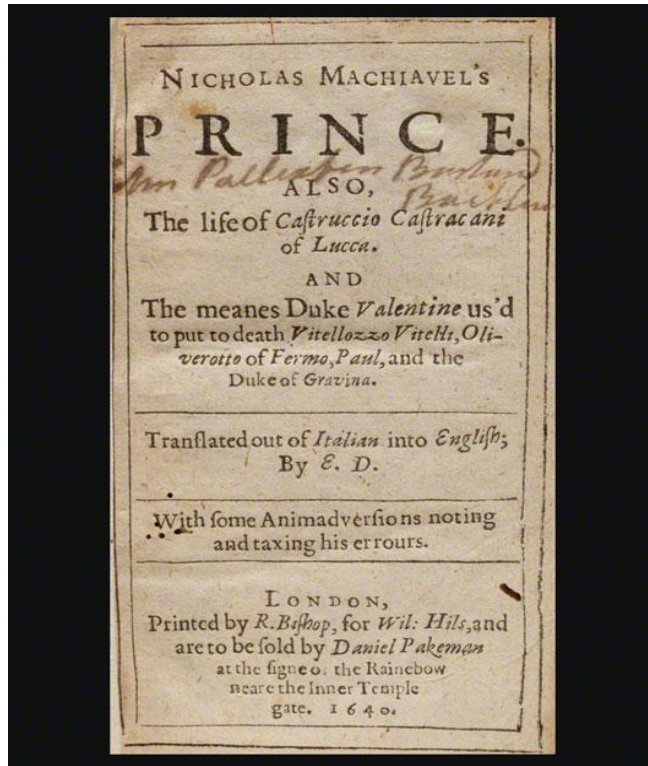 NICHOLAS MACHIAVEL'S
PRINCE.
ALSO,
The life of Caſtruccio Caſtracani
of Lucca.
AND
The meanes Duke Valentine us'd
to put to death Vitellozzo Vitelli, Oli-
verotto of Fermo, Paul, and the
Duke of Gravina.
Tranſlated out of Italian into Engliſh;
By E. D.
With ſome Animadverſions noting
and taxing his errours.
LONDON,
Printed by R. Biſhop, for Wil: Hils, and
are to be ſold by Daniel Pakeman
at the ſigne of the Rainebow
neare the Inner Temple
gate. 1640.